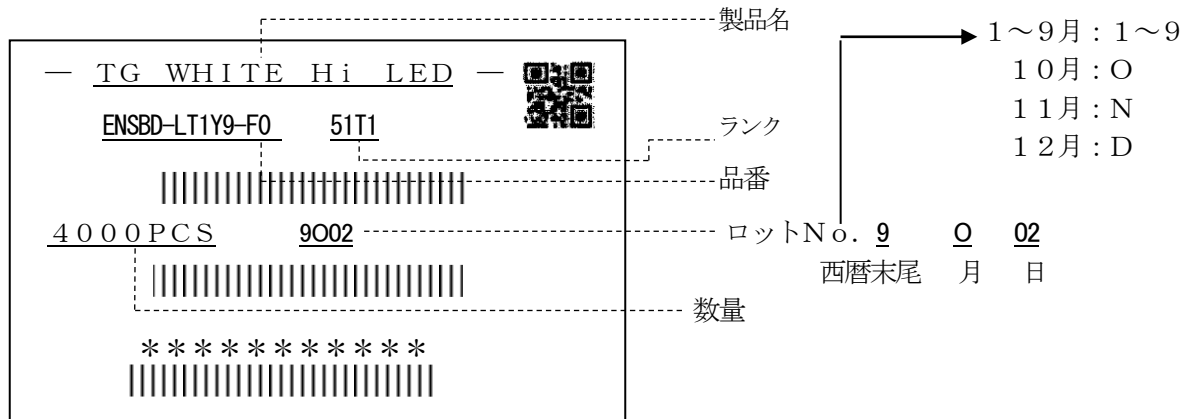 製品名
１～９月：１～９
― ＴＧ ＷＨＩＴＥ Ｈｉ ＬＥＤ ―
１０月：Ｏ
１１月：Ｎ
ENSBD-LT1Y9-F0 51T1
ランク
１２月：Ｄ
品番
４０００ＰＣＳ 9O02
ロットＮｏ. 9 O 02
西暦末尾 月 日
数量
＊＊＊＊＊＊＊＊＊＊＊